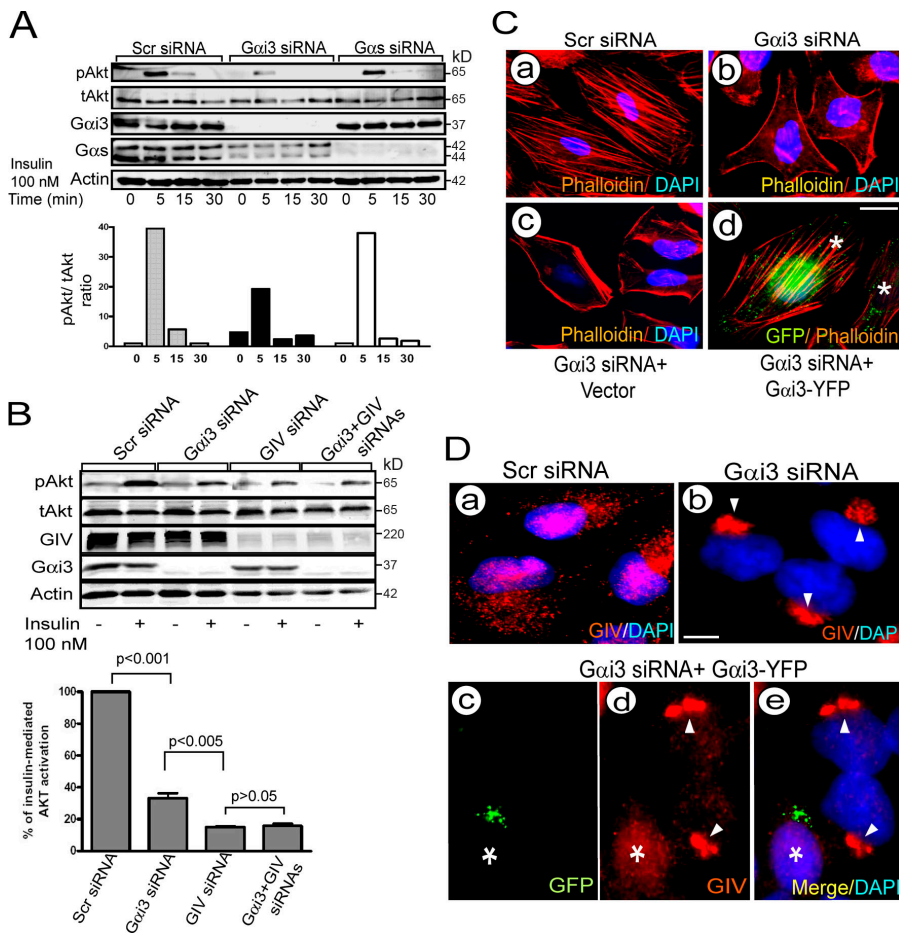 A
Scr siRNA Gαi3 siRNA Gαs siRNA kD
pAkt 65
tAkt 65
Gαi3 37
Gαs 42
44
Actin 42
Insulin
100 nM
Time (min) 0 5 15 30 0 5 15 30 0 5 15 30
pAkt/ tAkt
ratio
40
30
20
10
0
0 5 15 30 0 5 15 30 0 5 15 30
B
Scr siRNA Gαi3 siRNA GIV siRNA Gαi3+GIV
siRNAs
kD
pAkt 65
tAkt 65
GIV 220
Gαi3 37
Actin 42
Insulin - + - + - + - +
100 nM
% of insulin-mediated
AKT activation
100
80
60
40
20
0
p<0.001
p<0.005
p>0.05
Scr siRNA Gαi3 siRNA GIV siRNA Gαi3+GIV
siRNAs
C
Scr siRNA Gαi3 siRNA
a b
Phalloidin/ DAPI Phalloidin/ DAPI
c d
* *
Phalloidin/ DAPI GFP/ Phalloidin
Gαi3 siRNA+
Vector
Gαi3 siRNA+
Gαi3-YFP
D
Scr siRNA Gαi3 siRNA
a b
GIV/DAPI GIV/DAPI
Gαi3 siRNA+ Gαi3-YFP
c d e
* * *
GFP GIV Merge/DAPI